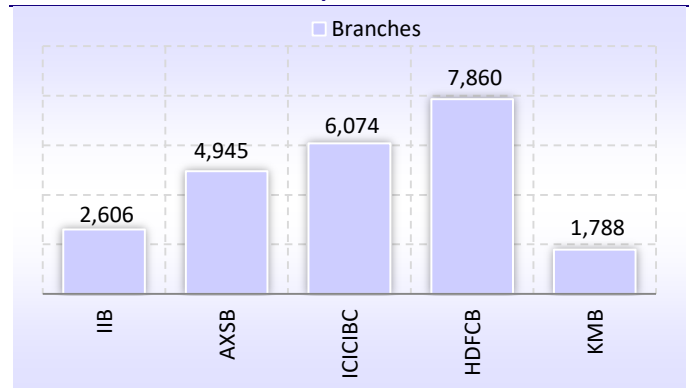 Branches
7,860
6,074
4,945
2,606
1,788
IIB
AXSB
ICICIBC
HDFCB
KMB